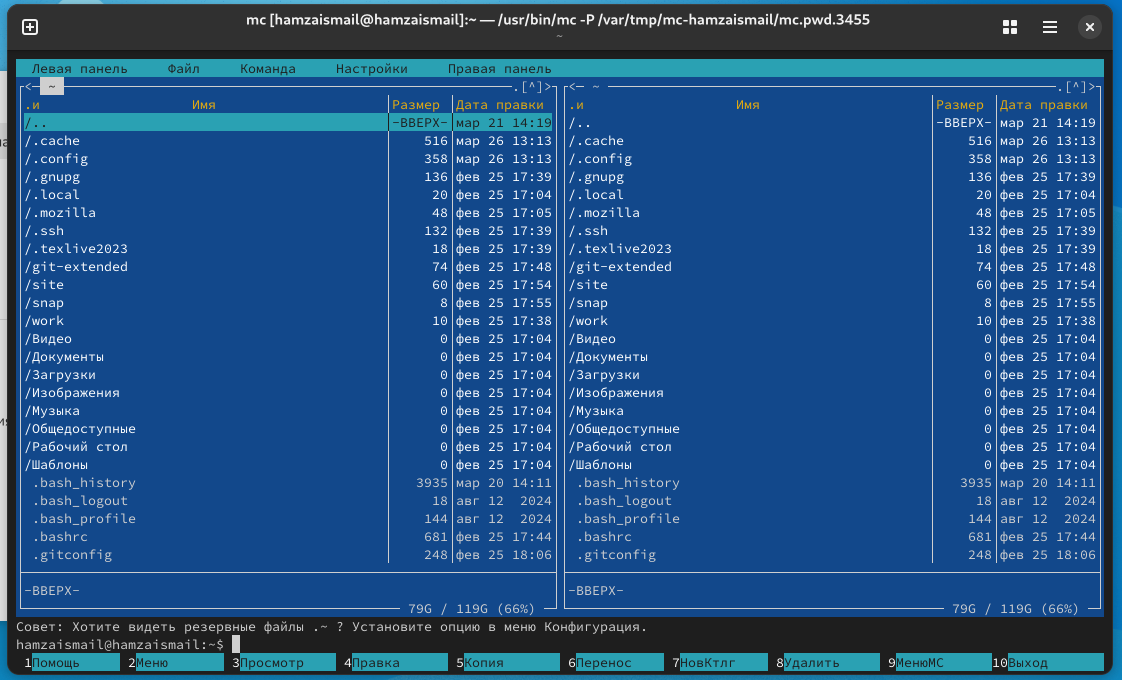 mc [hamzaismail@hamzaismail]:~ — /usr/bin/mc -P /var/tmp/mc-hamzaismail/mc.pwd.3455
~
Левая панель Файл Команда Настройки Правая панель
<— ~ .[^]> <— ~ .[^]>
.и Имя Размер Дата правки .и Имя Размер Дата правки
/.. -ВВЕРХ- мар 21 14:19 /.. -ВВЕРХ- мар 21 14:19
/.cache 516 мар 26 13:13 /.cache 516 мар 26 13:13
/.config 358 мар 26 13:13 /.config 358 мар 26 13:13
/.gnupg 136 фев 25 17:39 /.gnupg 136 фев 25 17:39
/.local 20 фев 25 17:04 /.local 20 фев 25 17:04
/.mozilla 48 фев 25 17:05 /.mozilla 48 фев 25 17:05
/.ssh 132 фев 25 17:39 /.ssh 132 фев 25 17:39
/.texlive2023 18 фев 25 17:39 /.texlive2023 18 фев 25 17:39
/git-extended 74 фев 25 17:48 /git-extended 74 фев 25 17:48
/site 60 фев 25 17:54 /site 60 фев 25 17:54
/snap 8 фев 25 17:55 /snap 8 фев 25 17:55
/work 10 фев 25 17:38 /work 10 фев 25 17:38
/Видео 0 фев 25 17:04 /Видео 0 фев 25 17:04
/Документы 0 фев 25 17:04 /Документы 0 фев 25 17:04
/Загрузки 0 фев 25 17:04 /Загрузки 0 фев 25 17:04
/Изображения 0 фев 25 17:04 /Изображения 0 фев 25 17:04
/Музыка 0 фев 25 17:04 /Музыка 0 фев 25 17:04
/Общедоступные 0 фев 25 17:04 /Общедоступные 0 фев 25 17:04
/Рабочий стол 0 фев 25 17:04 /Рабочий стол 0 фев 25 17:04
/Шаблоны 0 фев 25 17:04 /Шаблоны 0 фев 25 17:04
.bash_history 3935 мар 20 14:11 .bash_history 3935 мар 20 14:11
.bash_logout 18 авг 12 2024 .bash_logout 18 авг 12 2024
.bash_profile 144 авг 12 2024 .bash_profile 144 авг 12 2024
.bashrc 681 фев 25 17:44 .bashrc 681 фев 25 17:44
.gitconfig 248 фев 25 18:06 .gitconfig 248 фев 25 18:06
-ВВЕРХ- -ВВЕРХ-
79G / 119G (66%) 79G / 119G (66%)
Совет: Хотите видеть резервные файлы .~ ? Установите опцию в меню Конфигурация.
hamzaismail@hamzaismail:~$
1Помощь 2Меню 3Просмотр 4Правка 5Копия 6Перенос 7НовКтлг 8Удалить 9МенюМС 10Выход